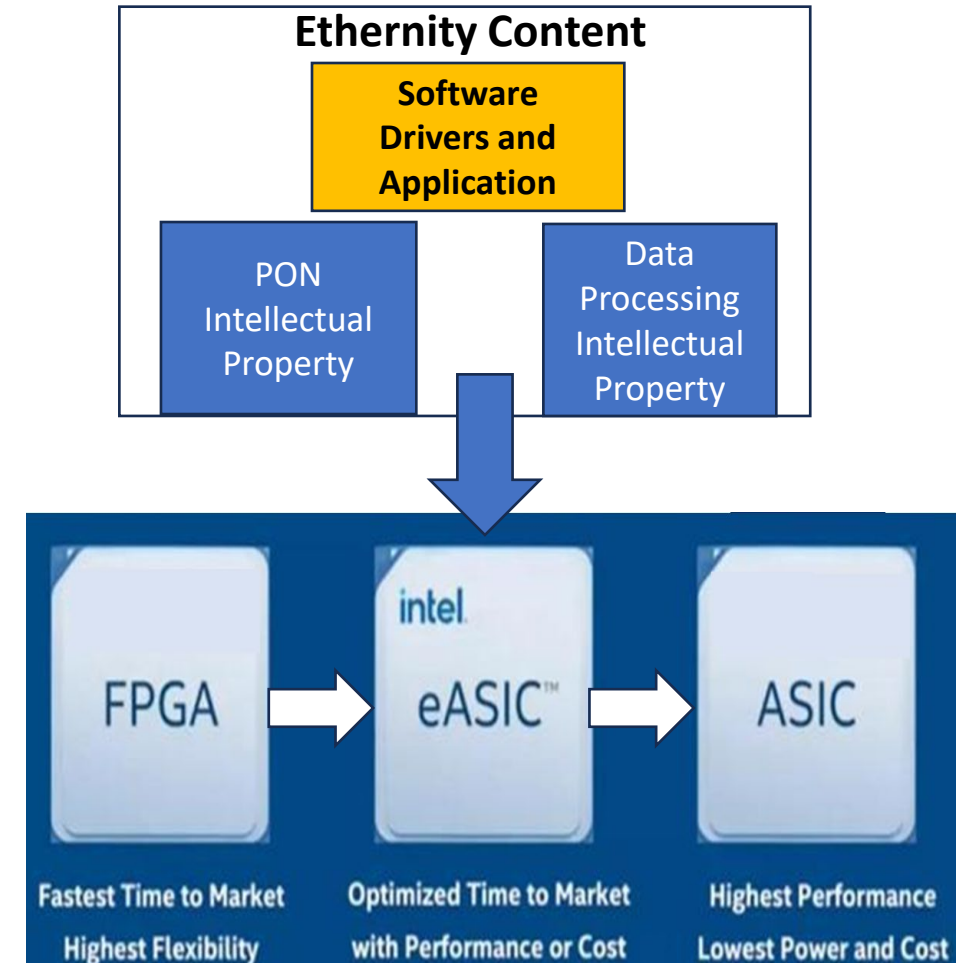 Ethernity Content
Software
Drivers and
Application
PON
Intellectual
Property
Data
Processing
Intellectual
Property
FPGA
intel.
eASIC™
ASIC
Fastest Time to Market
Highest Flexibility
Optimized Time to Market
with Performance or Cost
Highest Performance
Lowest Power and Cost